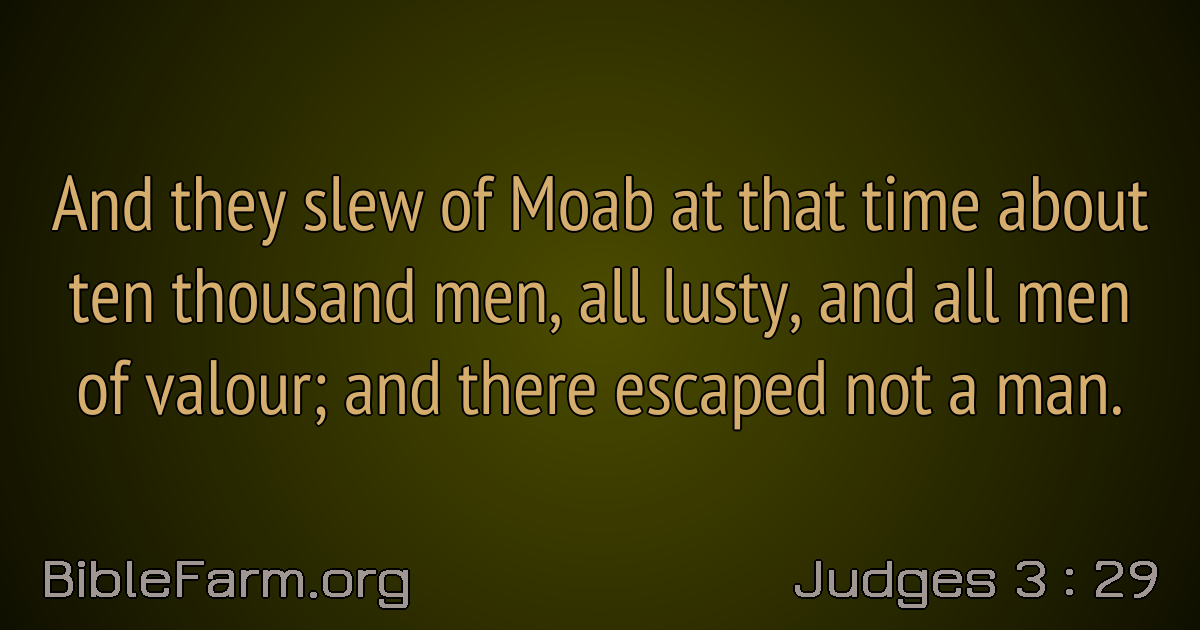 And they slew of Moab at that time about
ten thousand men, all lusty, and all men
of valour; and there escaped not a man.
BibleFarm.org
Judges 3 : 29